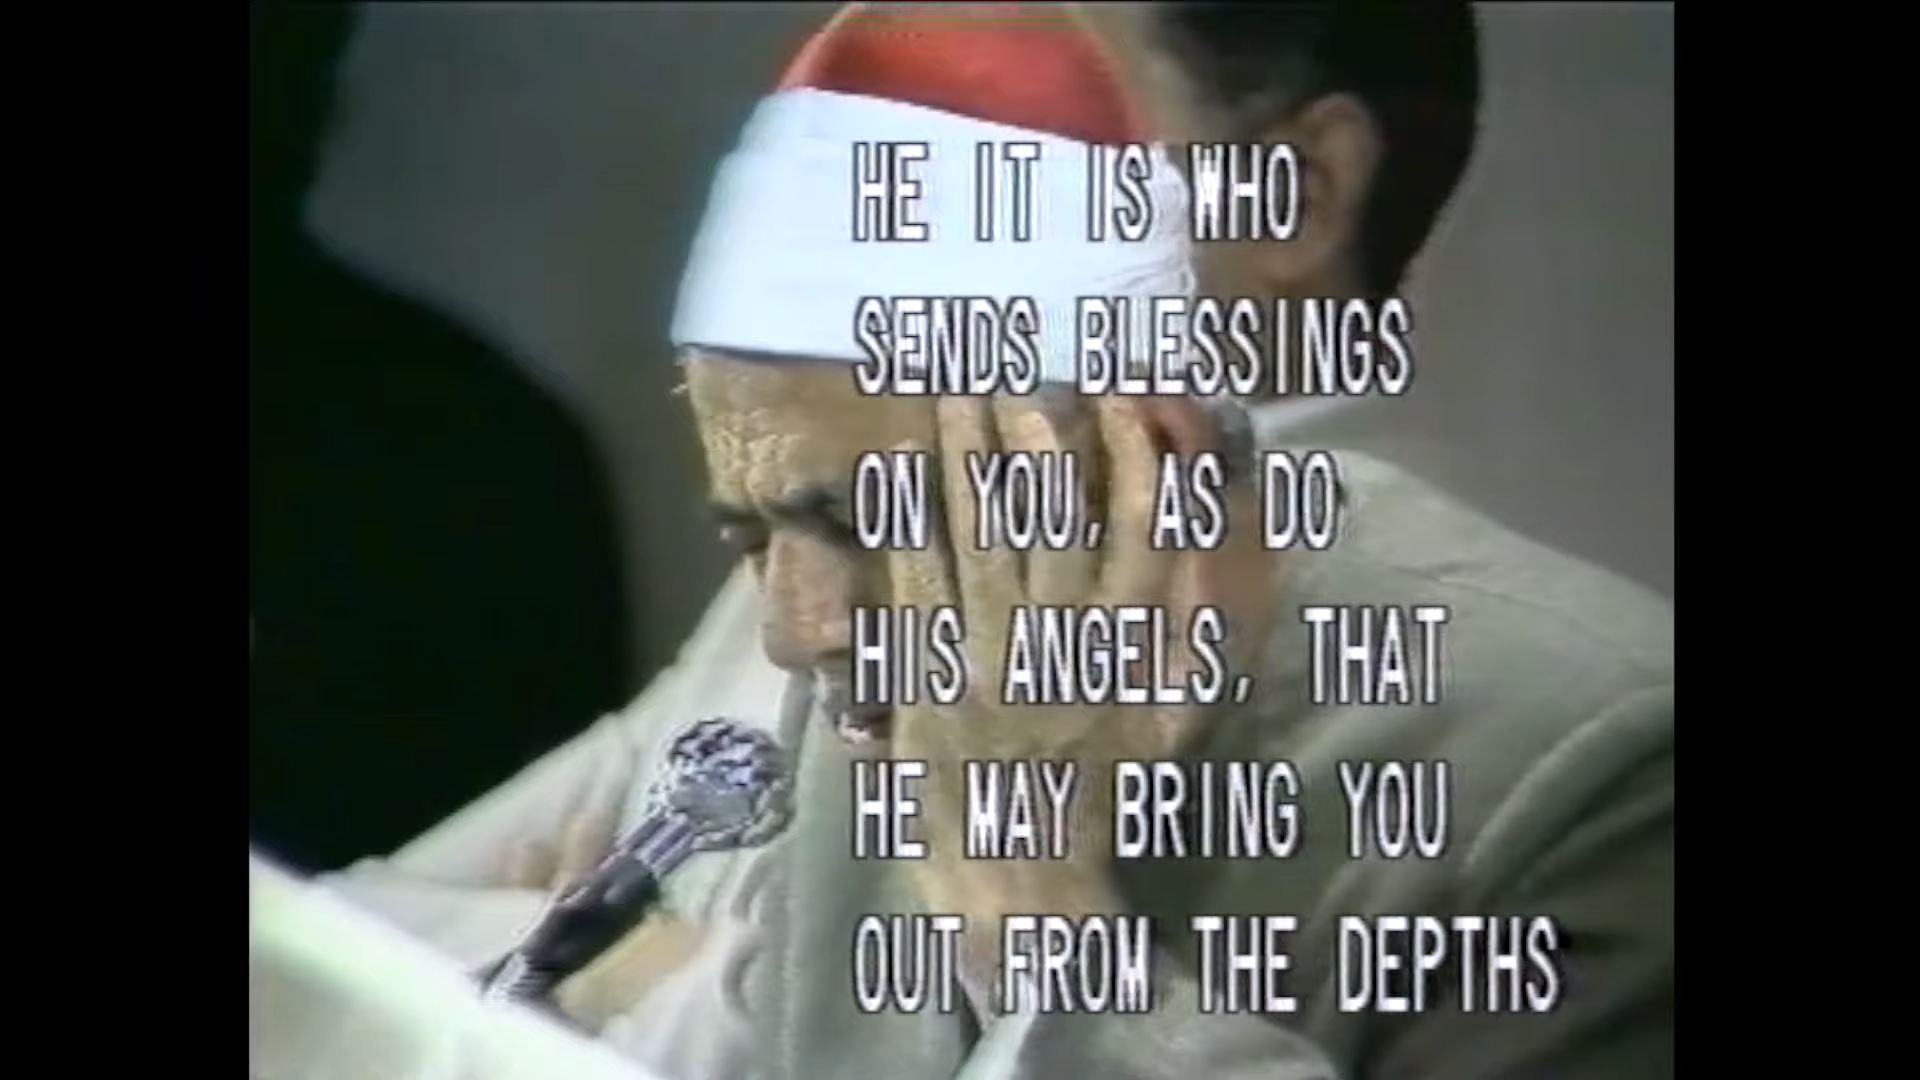 HE IT IS WHO
SENDS BLESSINGS
ON YOU, AS DO
HIS ANGELS, THAT
HE MAY BRING YOU
OUT FROM THE DEPTHS